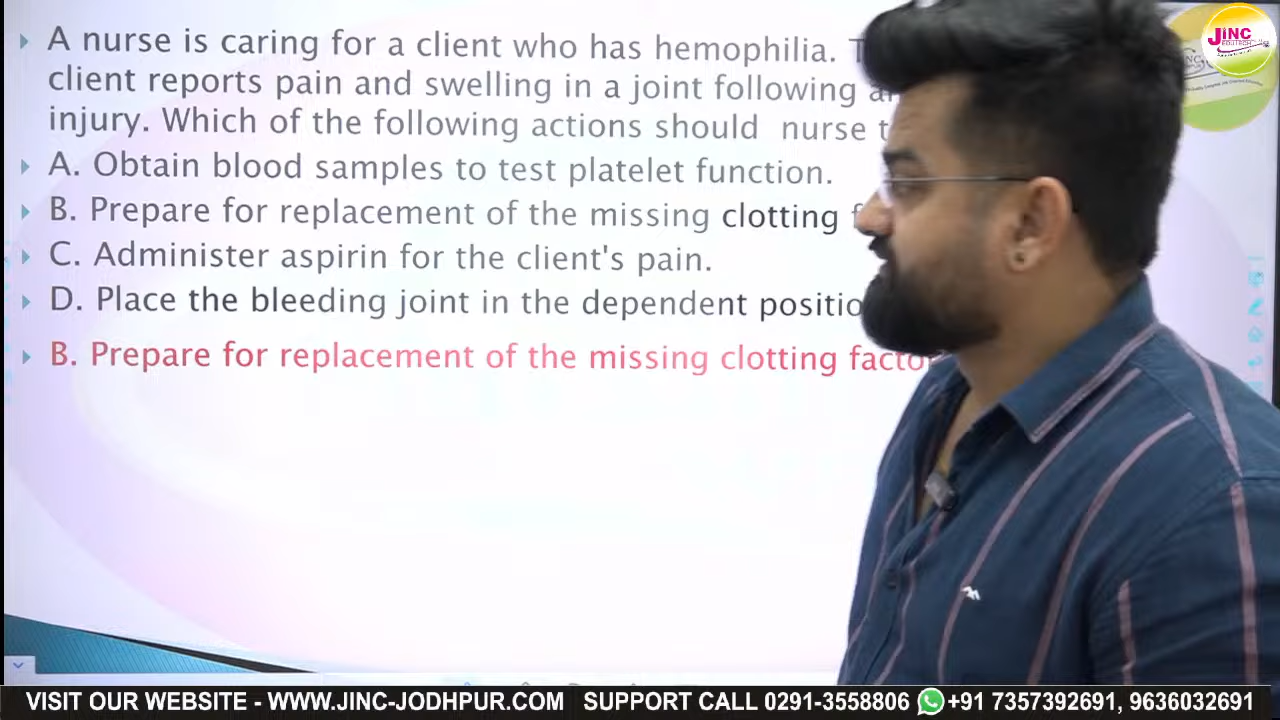 A nurse is caring for a client who has hemophilia.
client reports pain and swelling in a joint following
injury. Which of the following actions should nurse
A. Obtain blood samples to test platelet function.
B. Prepare for replacement of the missing clotting
C. Administer aspirin for the client's pain.
D. Place the bleeding joint in the dependent
B. Prepare for replacement of the missing clotting
JINC
VISIT OUR WEBSITE - WWW.JINC-JODHPUR.COM SUPPORT CALL 0291-3558806 +91 7357392691, 9636032691